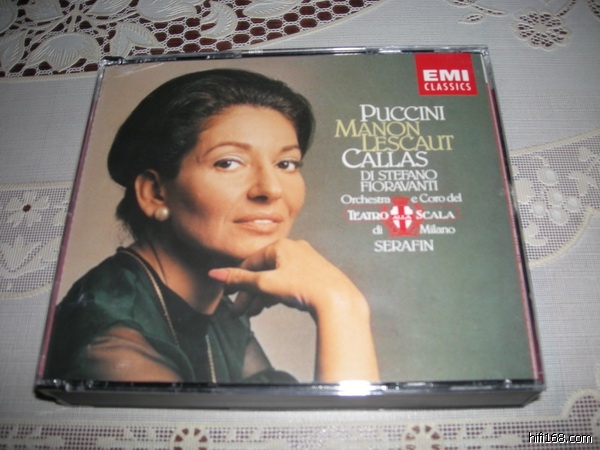 EMI
CLASSICS
PUCCINI
MANON
LESCAUT
CALLAS
DI STEFANO
FIORAVANTI
Orchestra e Coro del
TEATRO ALLA SCALA
di Milano
SERAFIN
hifi168.com